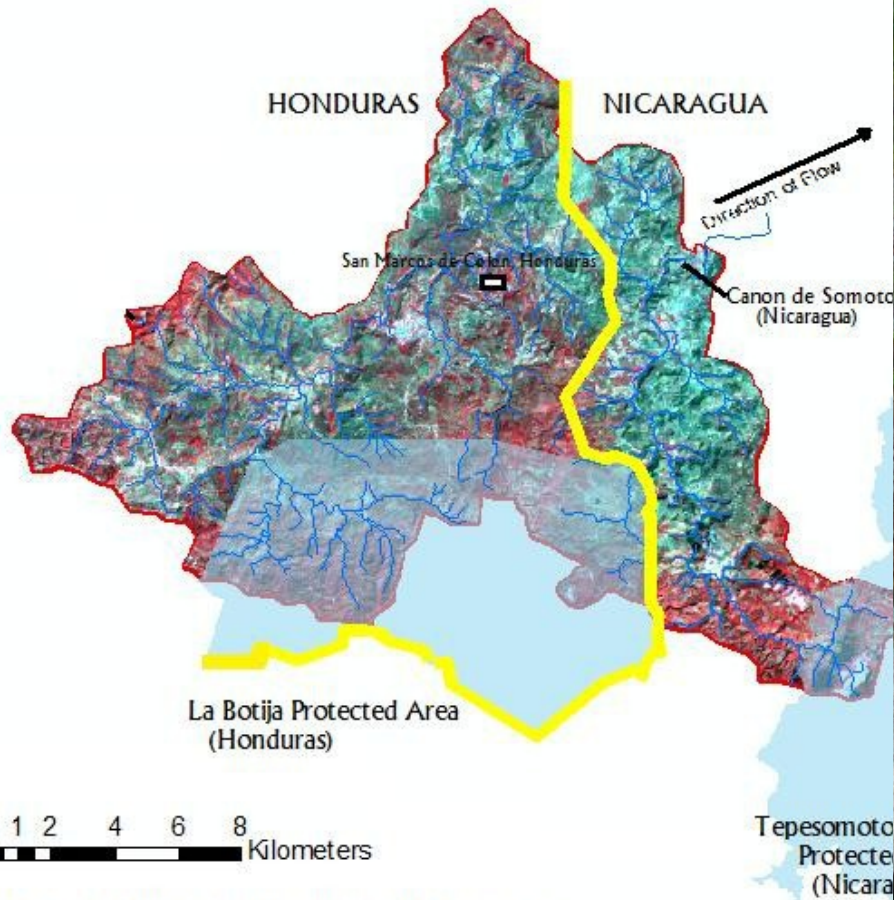 HONDURAS
NICARAGUA
Direction of Flow
San Marcos de Colon, Honduras
Canon de Somoto
(Nicaragua)
La Botija Protected Area
(Honduras)
1 2 4 6 8
Kilometers
Tepesomoto
Protecte
(Nicara